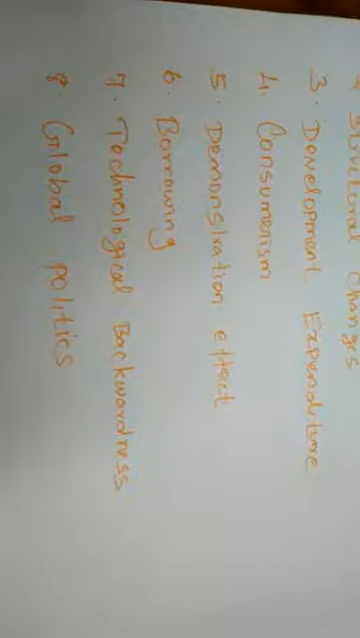 Structural Changes
3. Development Expenditure
4. Consumerism
5. Demonstration effect
6. Borrowing
7. Technological Backwardness
8. Global politics